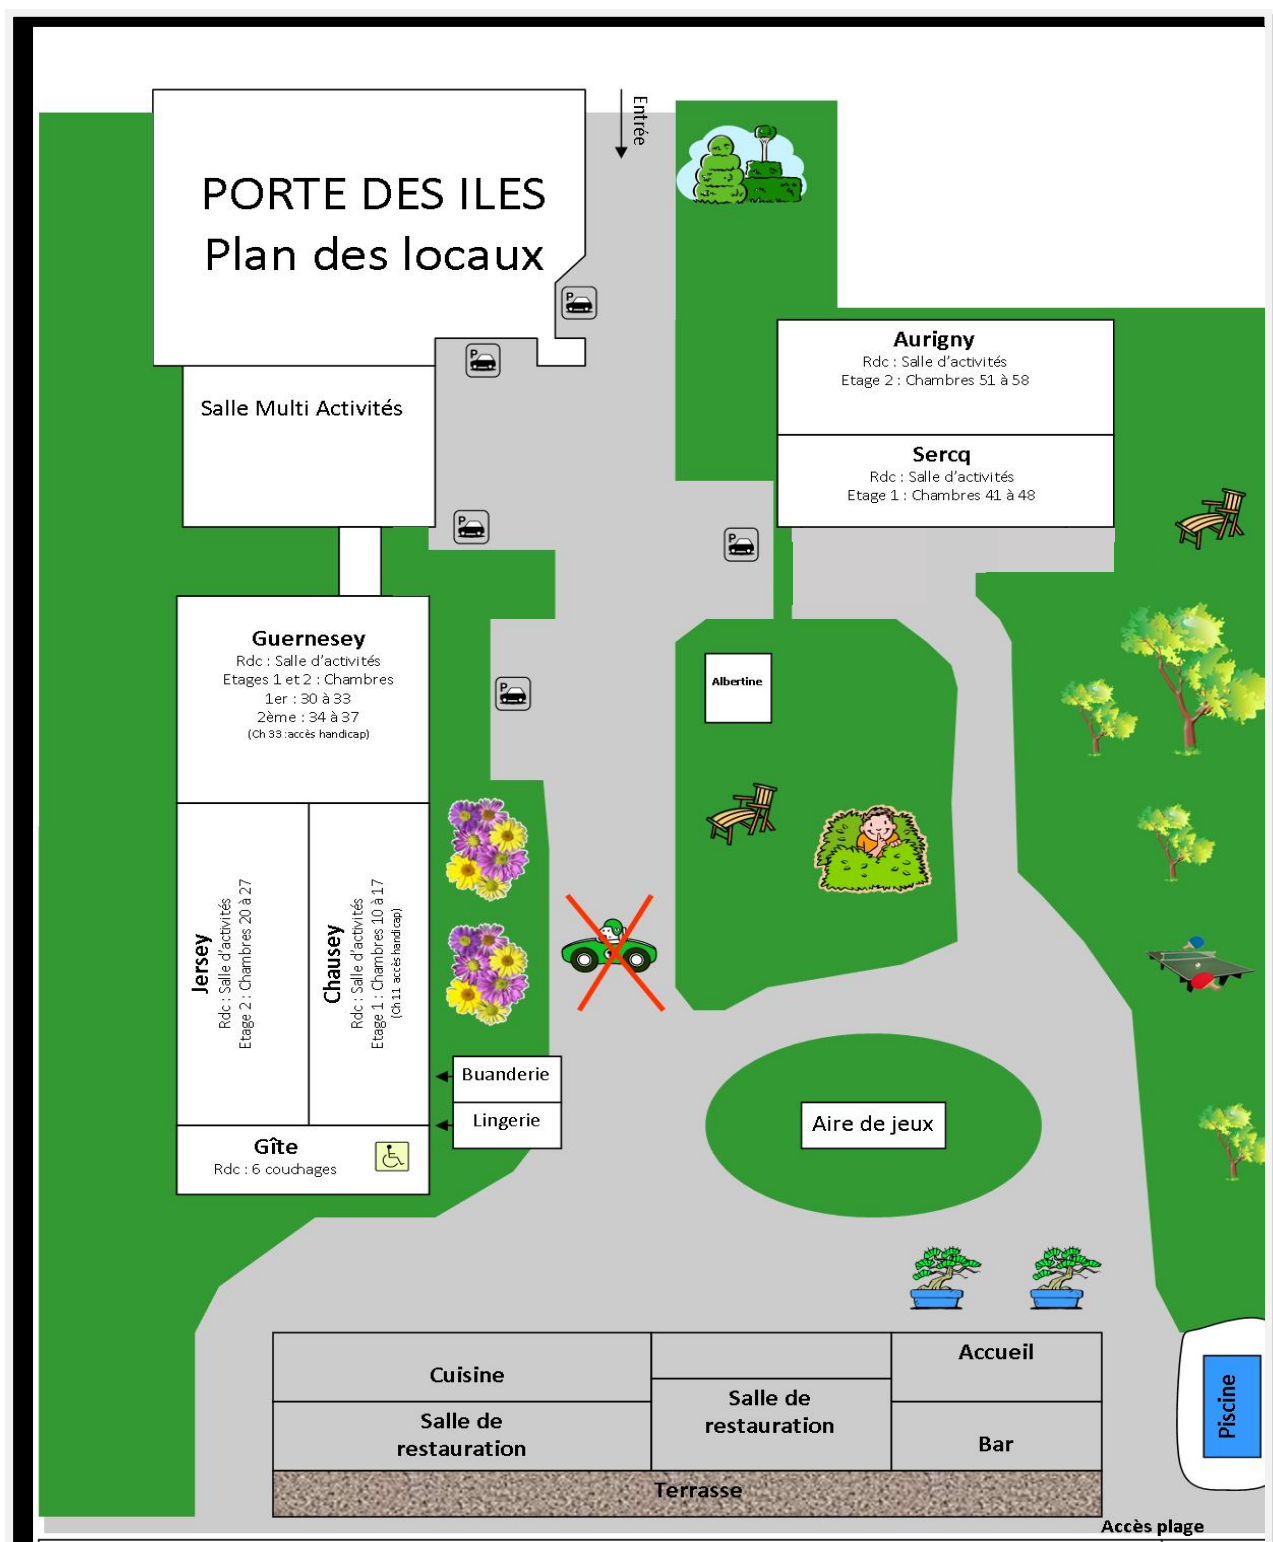 Entrée
PORTE DES ILES
Plan des locaux
P
P
Aurigny
Rdc : Salle d'activités
Etage 2 : Chambres 51 à 58
Salle Multi Activités
Sercq
Rdc : Salle d'activités
Etage 1 : Chambres 41 à 48
P
P
Guernesey
Rdc : Salle d'activités
Etages 1 et 2 : Chambres
1er : 30 à 33
2ème : 34 à 37
(Ch 33 :accès handicap)
P
Albertine
Jersey
Rdc : Salle d'activités
Etage 2 : Chambres 20 à 27
Chausey
Rdc : Salle d'activités
Etage 1 : Chambres 10 à 17
(Ch 11 accès handicap)
Buanderie
Lingerie
Gîte
Rdc : 6 couchages
Aire de jeux
Cuisine
Salle de
restauration
Salle de
restauration
Accueil
Bar
Piscine
Terrasse
Accès plage